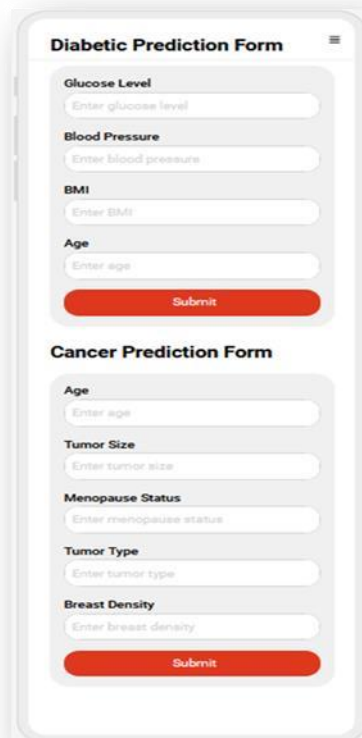 Diabetic Prediction Form
Glucose Level
Enter glucose level
Blood Pressure
Enter blood pressure
BMI
Enter BMI
Age
Enter age
Submit
Cancer Prediction Form
Age
Enter age
Tumor Size
Enter tumor size
Menopause Status
Enter menopause status
Tumor Type
Enter tumor type
Breast Density
Enter breast density
Submit